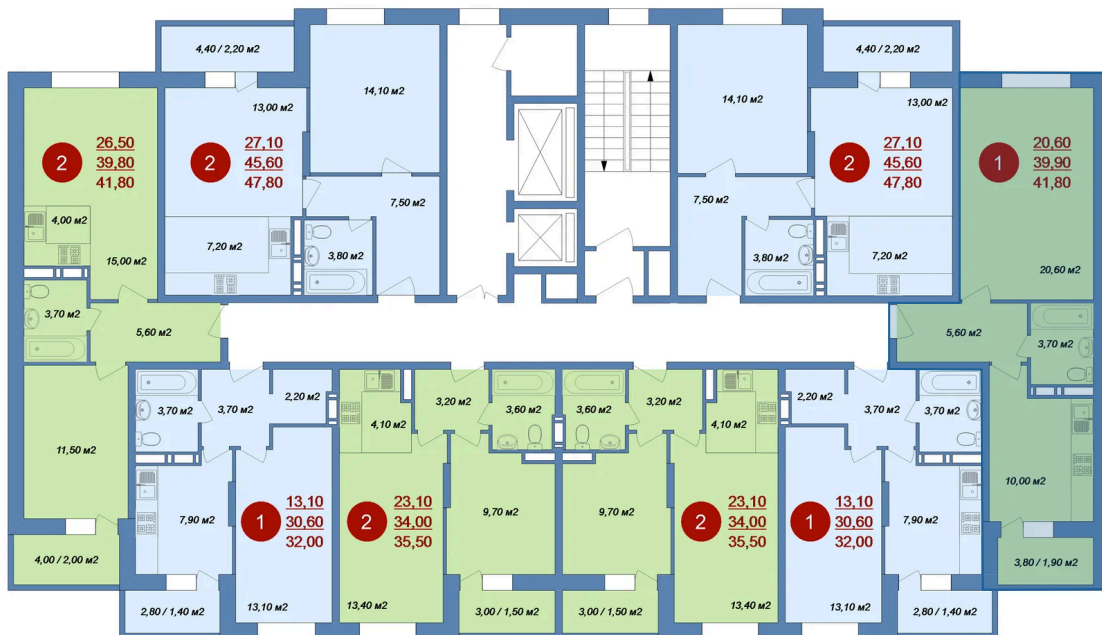 4,40 / 2,20 м2
14,10 м2
13,00 м2
2
27,10
45,60
47,80
7,20 м2
7,50 м2
3,80 м2
14,10 м2
7,50 м2
3,80 м2
4,40 / 2,20 м2
13,00 м2
2
27,10
45,60
47,80
7,20 м2
2
26,50
39,80
41,80
4,00 м2
15,00 м2
3,70 м2
5,60 м2
11,50 м2
4,00 / 2,00 м2
1
20,60
39,90
41,80
20,60 м2
5,60 м2
3,70 м2
10,00 м2
3,80 / 1,90 м2
3,70 м2
3,70 м2
2,20 м2
7,90 м2
1
13,10
30,60
32,00
2,80 / 1,40 м2
13,10 м2
4,10 м2
3,20 м2
3,60 м2
2
23,10
34,00
35,50
9,70 м2
13,40 м2
3,00 / 1,50 м2
3,60 м2
3,20 м2
4,10 м2
9,70 м2
2
23,10
34,00
35,50
3,00 / 1,50 м2
13,40 м2
2,20 м2
3,70 м2
3,70 м2
1
13,10
30,60
32,00
7,90 м2
13,10 м2
2,80 / 1,40 м2